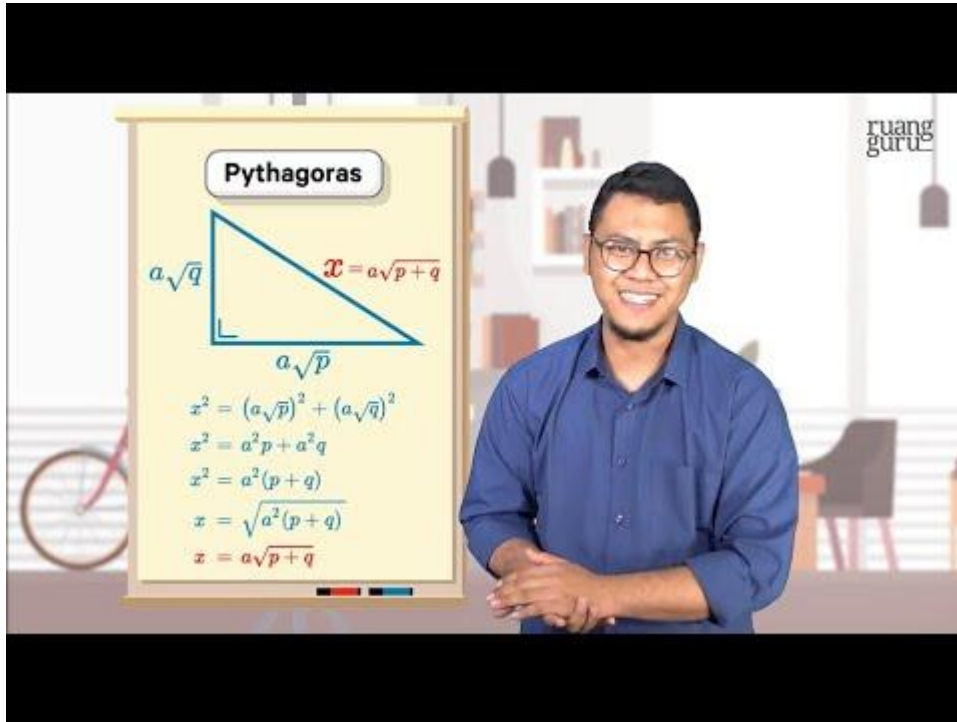 ruang
guru
Pythagoras
a√q
x = a√(p + q)
a√p
x² = (a√p)² + (a√q)²
x² = a²p + a²q
x² = a²(p + q)
x = √(a²(p + q))
x = a√(p + q)